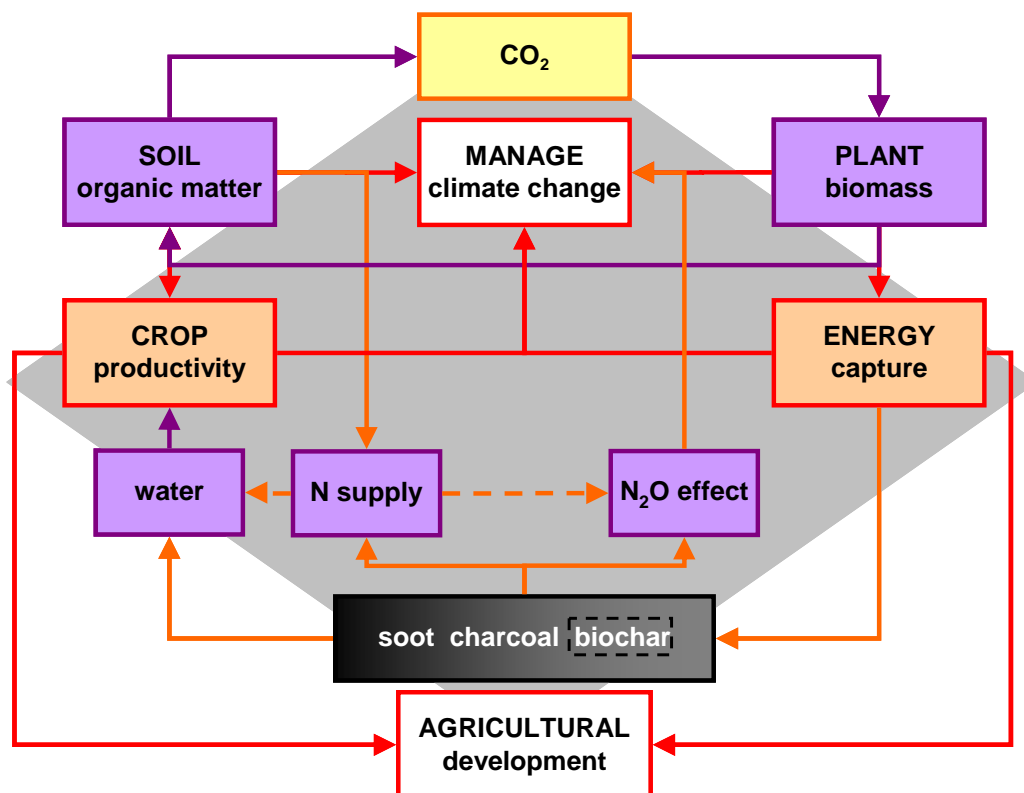 CO₂
SOIL
organic matter
MANAGE
climate change
PLANT
biomass
CROP
productivity
ENERGY
capture
water
N supply
N₂O effect
soot charcoal biochar
AGRICULTURAL
development